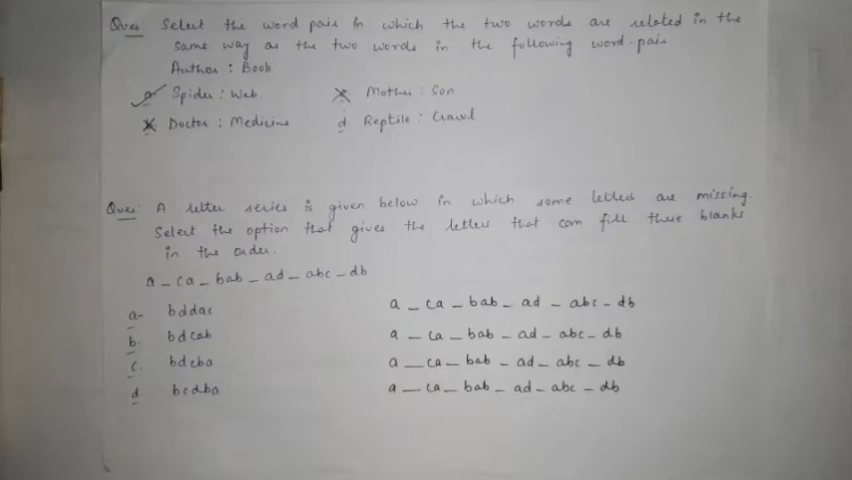 Ques Select the word pair in which the two words are related in the
same way as the two words in the following word-pair
Author : Book
a Spider : Web
c Mother : Son
Doctor : Medicine
d Reptile : Crawl
Ques: A letter series is given below in which some letters are missing.
Select the option that gives the letters that can fill these blanks
in the order.
a _ ca _ bab _ ad _ abc _ db
a- bddac
a _ ca _ bab _ ad _ abc _ db
b. bdcab
a _ ca _ bab _ ad _ abc _ db
c. bdcba
a _ ca _ bab _ ad _ abc _ db
d. bcdba
a _ ca _ bab _ ad _ abc _ db